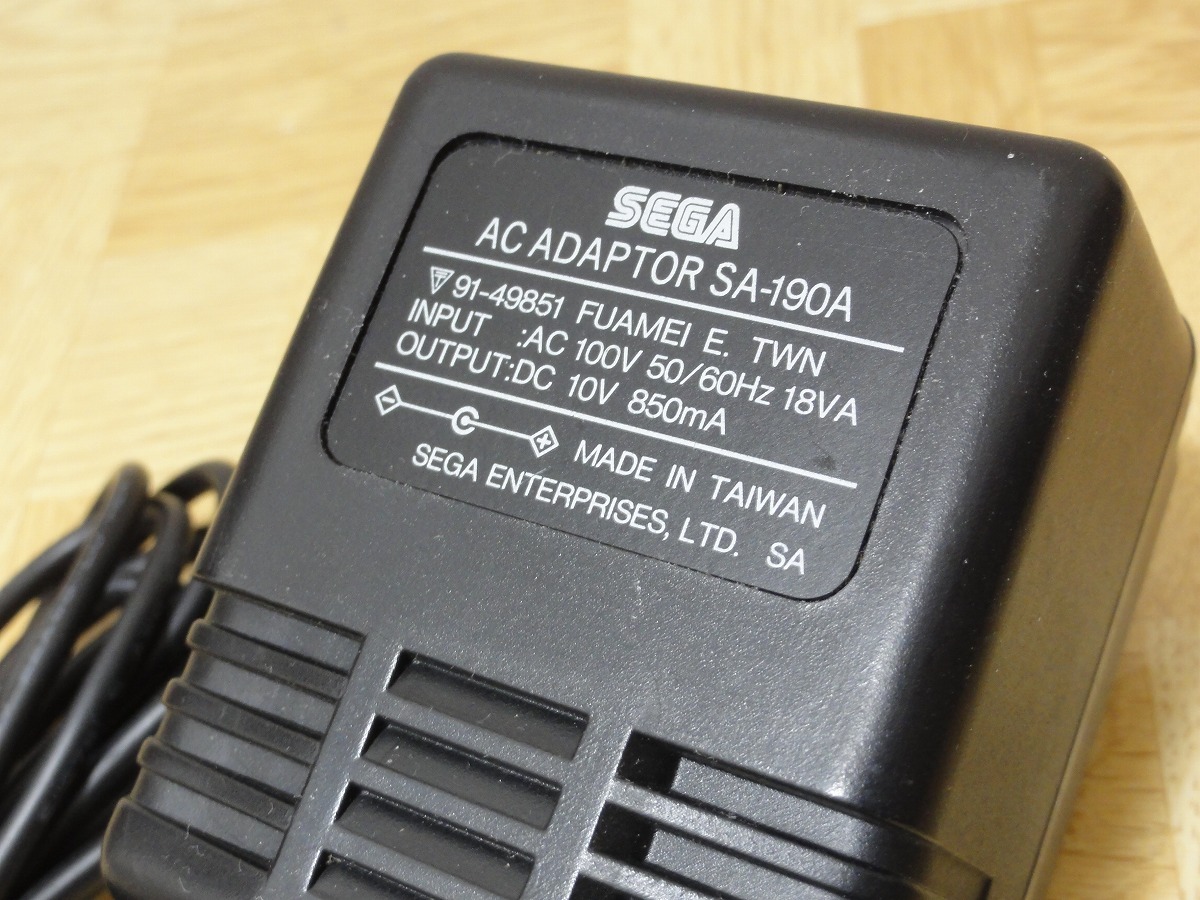 SEGA
AC ADAPTOR SA-190A
91-49851 FUAMEI E. TWN
INPUT :AC 100V 50/60Hz 18VA
OUTPUT:DC 10V 850mA
MADE IN TAIWAN
SEGA ENTERPRISES, LTD. SA